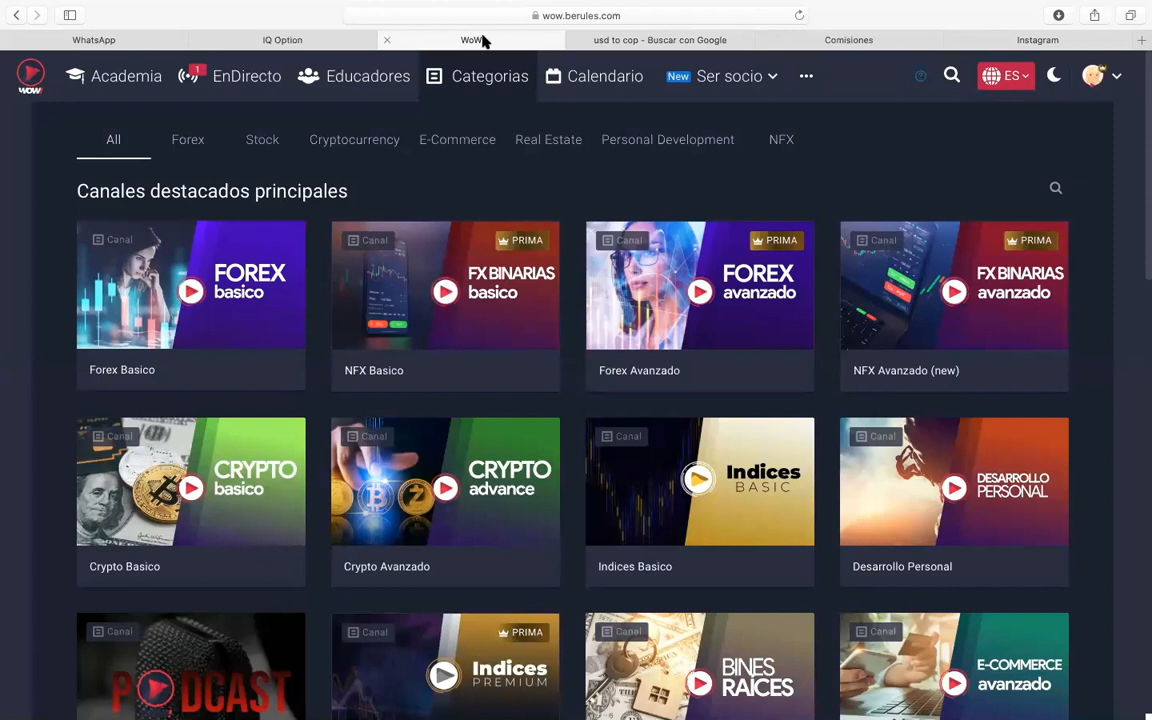 wow.berules.com
WhatsApp
IQ Option
WoW
usd to cop - Buscar con Google
Comisiones
Instagram
WOW!
Academia
1
EnDirecto
Educadores
Categorias
Calendario
New
Ser socio
ES
All
Forex
Stock
Cryptocurrency
E-Commerce
Real Estate
Personal Development
NFX
Canales destacados principales
Canal
FOREX
basico
Forex Basico
Canal
PRIMA
FX BINARIAS
basico
NFX Basico
Canal
PRIMA
FOREX
avanzado
Forex Avanzado
Canal
PRIMA
FX BINARIAS
avanzado
NFX Avanzado (new)
Canal
CRYPTO
basico
Crypto Basico
Canal
CRYPTO
advance
Crypto Avanzado
Canal
Indices
BASIC
Indices Basico
Canal
DESARROLLO
PERSONAL
Desarrollo Personal
Canal
PODCAST
Canal
PRIMA
Indices
PREMIUM
Canal
BINES
RAICES
Canal
E-COMMERCE
avanzado